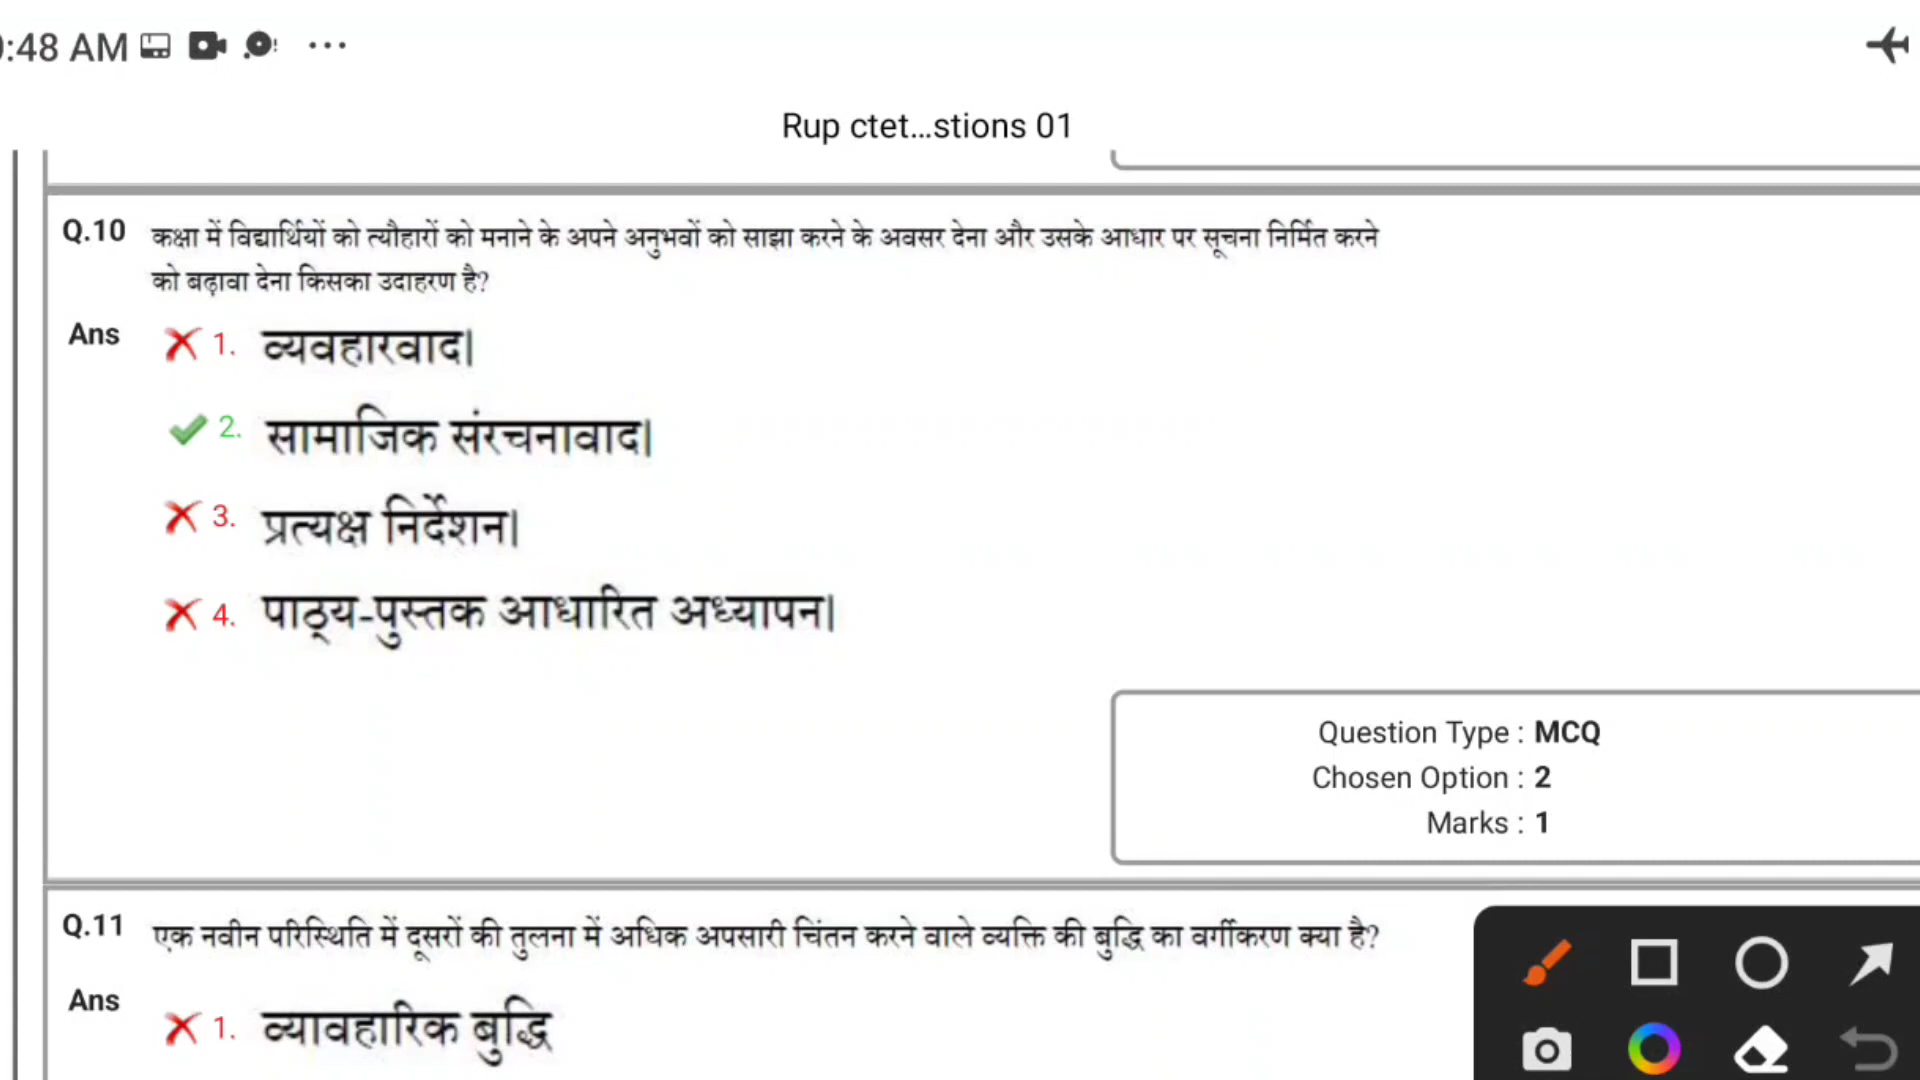 :48 AM
Rup ctet...stions 01
Q.10 कक्षा में विद्यार्थियों को त्यौहारों को मनाने के अपने अनुभवों को साझा करने के अवसर देना और उसके आधार पर सूचना निर्मित करने
को बढ़ावा देना किसका उदाहरण है?
Ans 1. व्यवहारवाद।
2. सामाजिक संरचनावाद।
3. प्रत्यक्ष निर्देशन।
4. पाठ्य-पुस्तक आधारित अध्यापन।
Question Type : MCQ
Chosen Option : 2
Marks : 1
Q.11 एक नवीन परिस्थिति में दूसरों की तुलना में अधिक अपसारी चिंतन करने वाले व्यक्ति की बुद्धि का वर्गीकरण क्या है?
Ans 1. व्यावहारिक बुद्धि